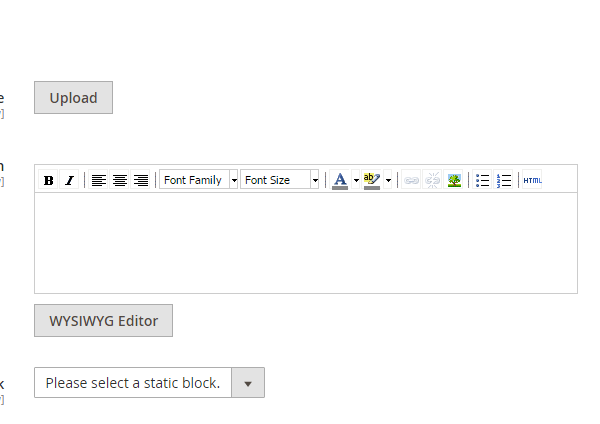 e
Upload
]
n
]
B I Font Family Font Size A ab HTML
WYSIWYG Editor
k
Please select a static block.
]